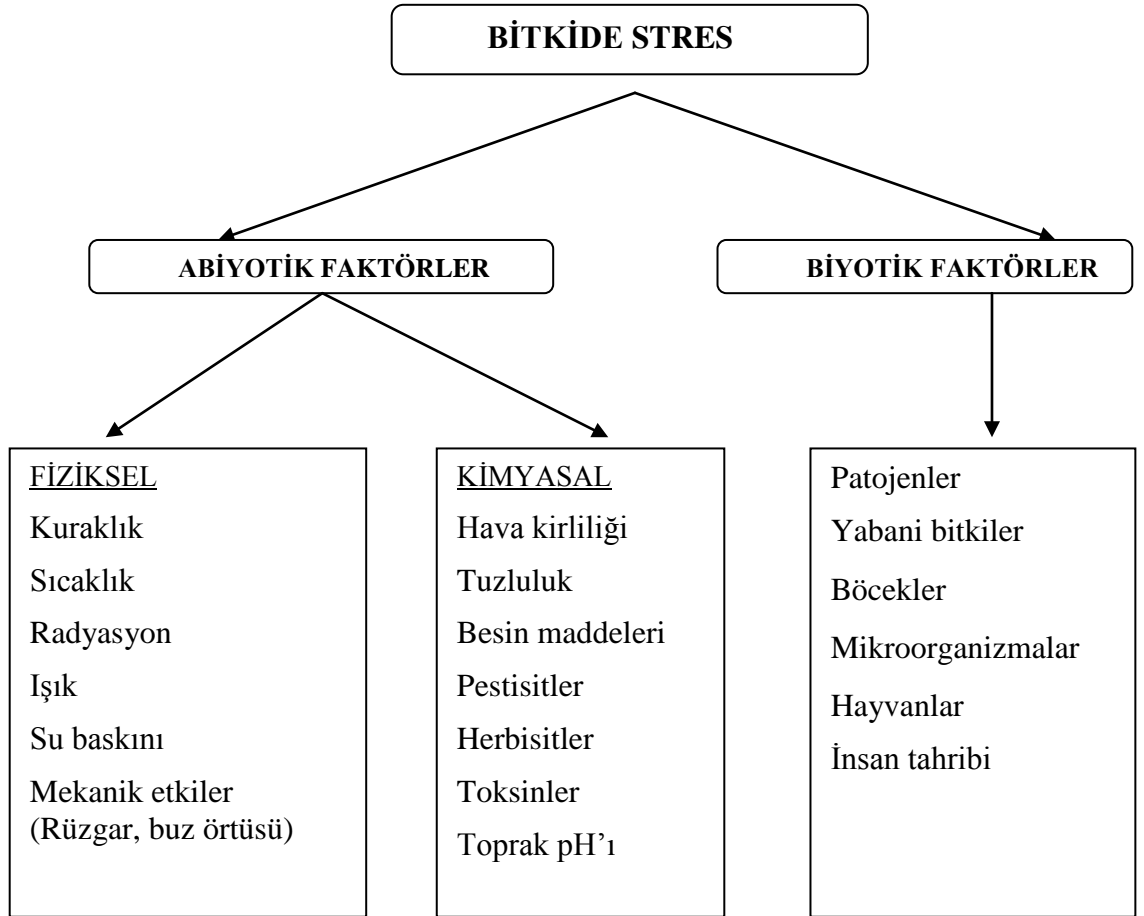 BİTKİDE STRES
ABİYOTİK FAKTÖRLER
BİYOTİK FAKTÖRLER
FİZİKSEL
Kuraklık
Sıcaklık
Radyasyon
Işık
Su baskını
Mekanik etkiler
(Rüzgar, buz örtüsü)
KİMYASAL
Hava kirliliği
Tuzluluk
Besin maddeleri
Pestisitler
Herbisitler
Toksinler
Toprak pH’ı
Patojenler
Yabani bitkiler
Böcekler
Mikroorganizmalar
Hayvanlar
İnsan tahribi